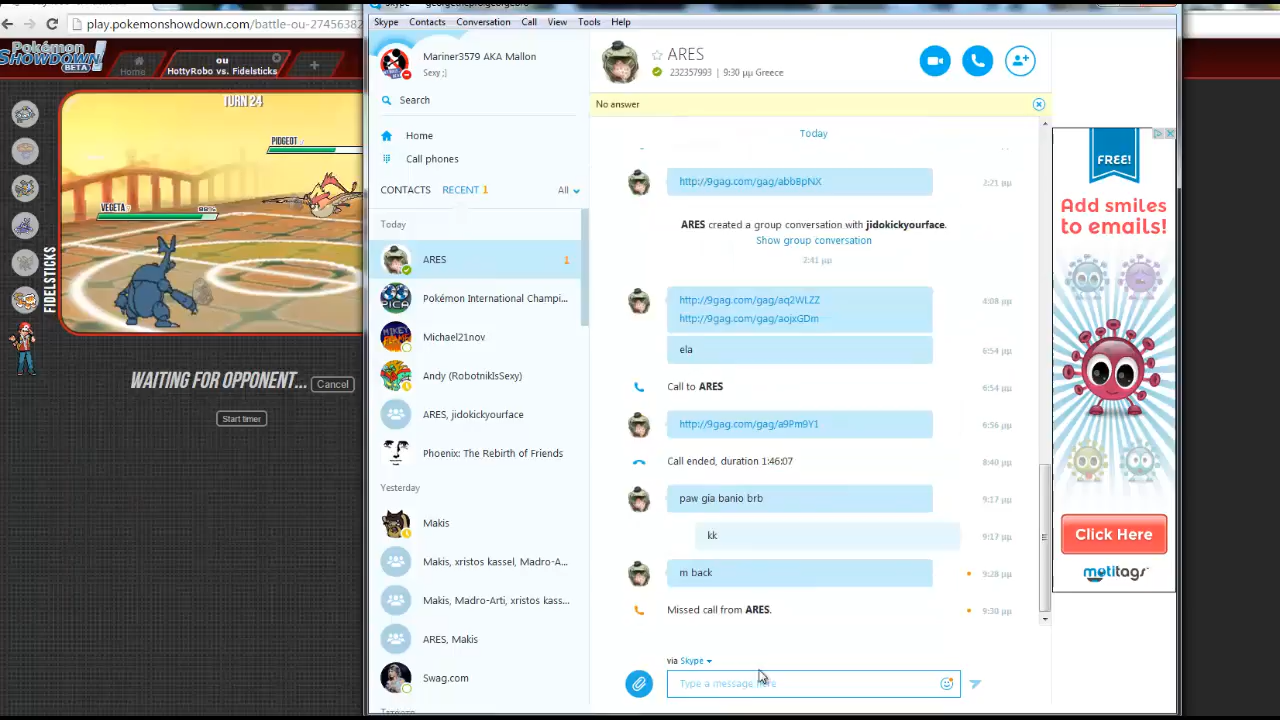 play.pokemonshowdown.com/battle-ou-27456382
Pokémon
SHOWDOWN!
BETA
Home
ou
HottyRobo vs. Fidelsticks
TURN 24
PIDGEOT
VEGETA
88%
FIDELSTICKS
WAITING FOR OPPONENT...
Cancel
Start timer
Skype Contacts Conversation Call View Tools Help
Mariner3579 AKA Mallon
Sexy ;)
Search
Home
Call phones
CONTACTS RECENT 1 All
Today
ARES 1
Pokémon International Champi...
Michael21nov
Andy (RobotnikIsSexy)
ARES, jidokickyourface
Phoenix: The Rebirth of Friends
Yesterday
Makis
Makis, xristos kassel, Madro-A...
Makis, Madro-Arti, xristos kass...
ARES, Makis
Swag.com
ARES
232357993 | 9:30 μμ Greece
No answer
Today
http://9gag.com/gag/abbBpNX 2:21 μμ
ARES created a group conversation with jidokickyourface.
Show group conversation
2:41 μμ
http://9gag.com/gag/aq2WLZZ 4:08 μμ
http://9gag.com/gag/aojxGDm
ela 6:54 μμ
Call to ARES 6:54 μμ
http://9gag.com/gag/a9Pm9Y1 6:56 μμ
Call ended, duration 1:46:07 8:40 μμ
paw gia banio brb 9:17 μμ
kk 9:17 μμ
m back 9:28 μμ
Missed call from ARES. 9:30 μμ
via Skype
Type a message here
FREE!
Add smiles
to emails!
Click Here
motitags